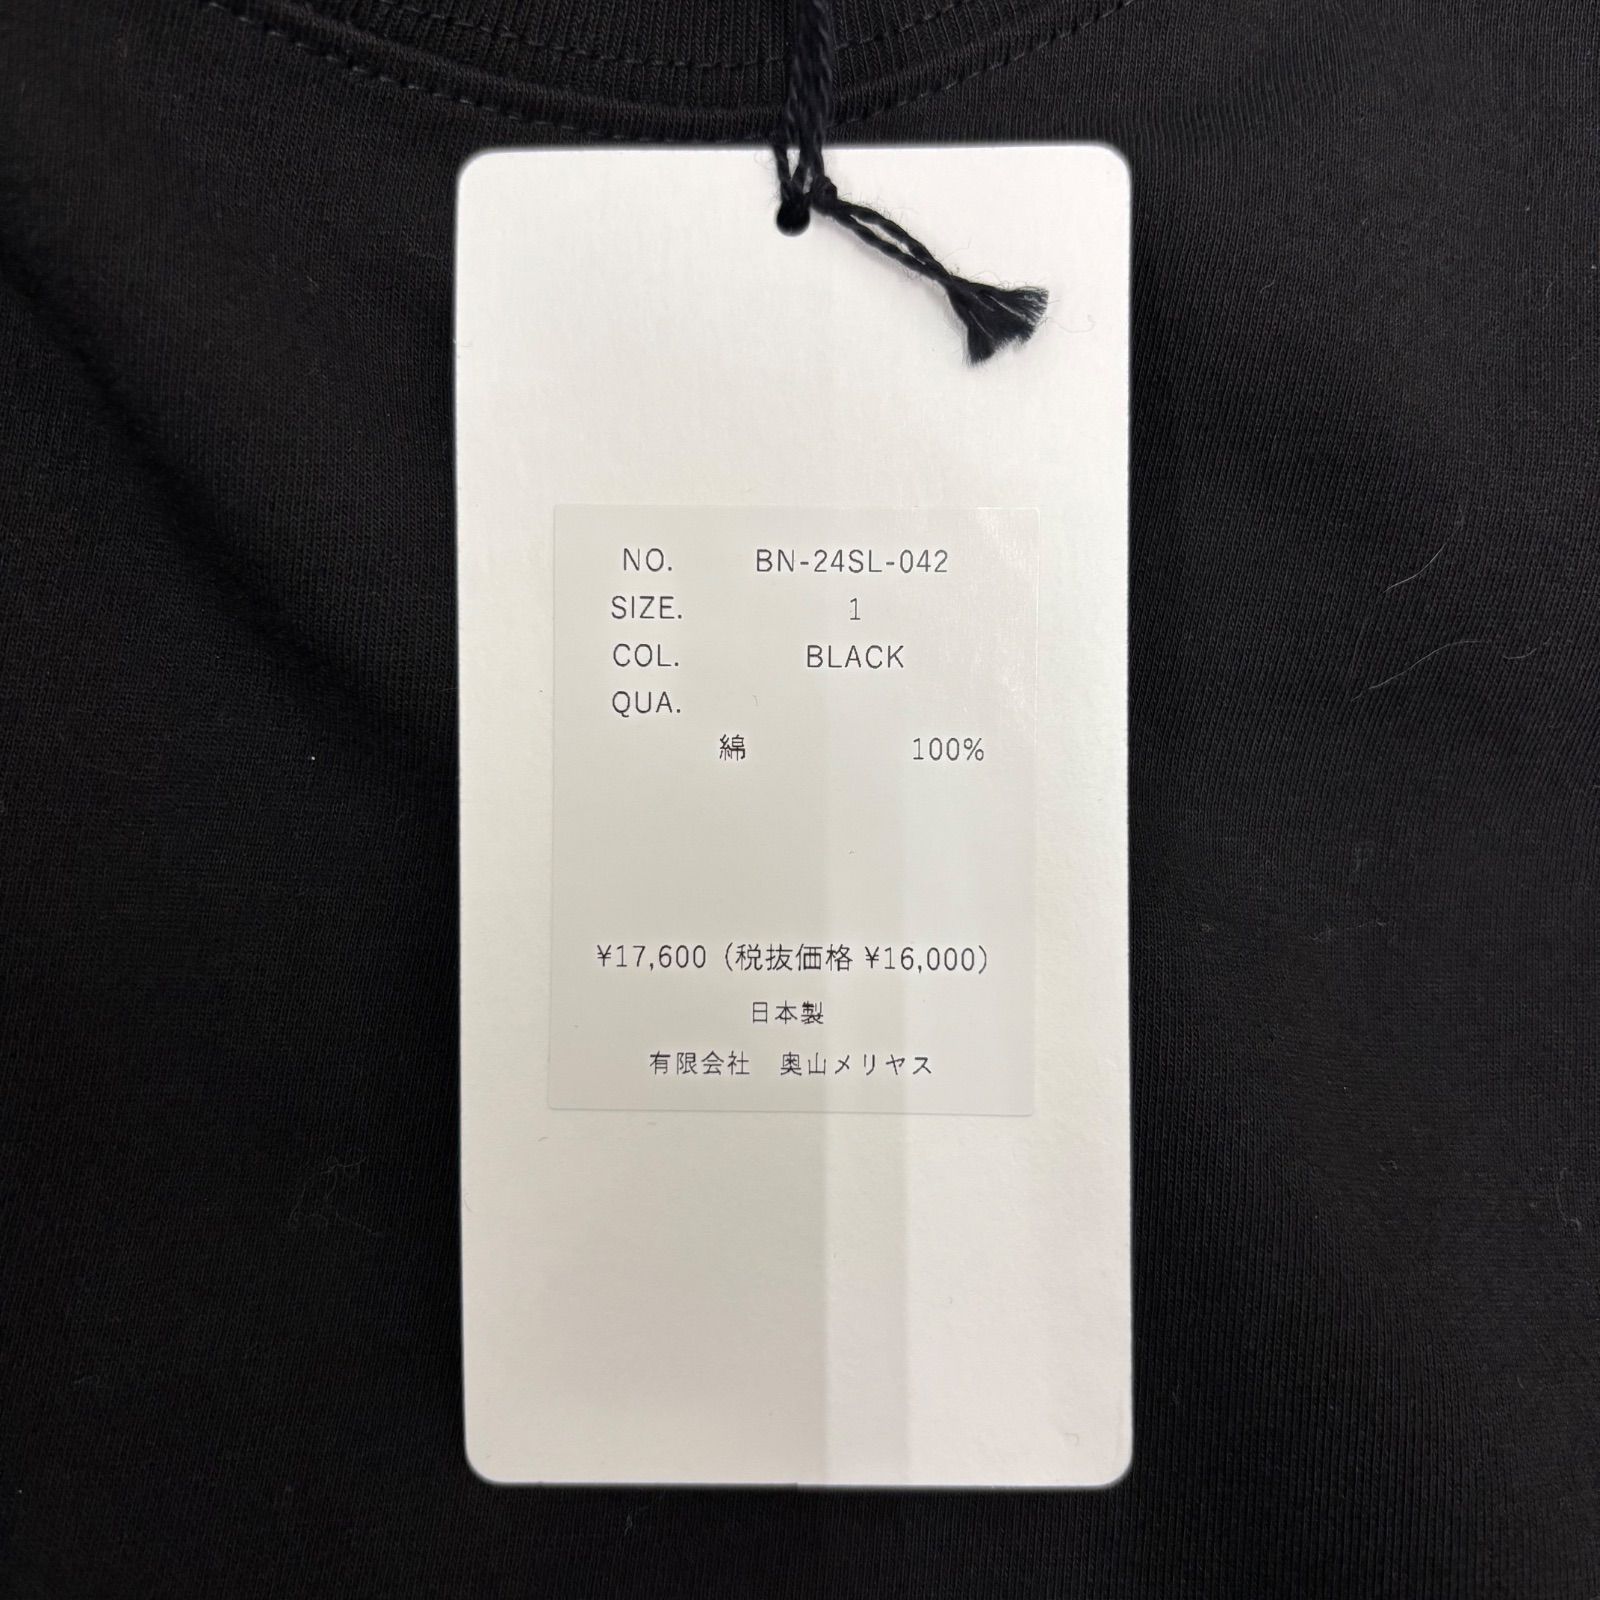 NO. BN-24SL-042
SIZE. 1
COL. BLACK
QUA.
綿 100%
¥17,600 (税抜価格 ¥16,000)
日本製
有限会社 奥山メリヤス